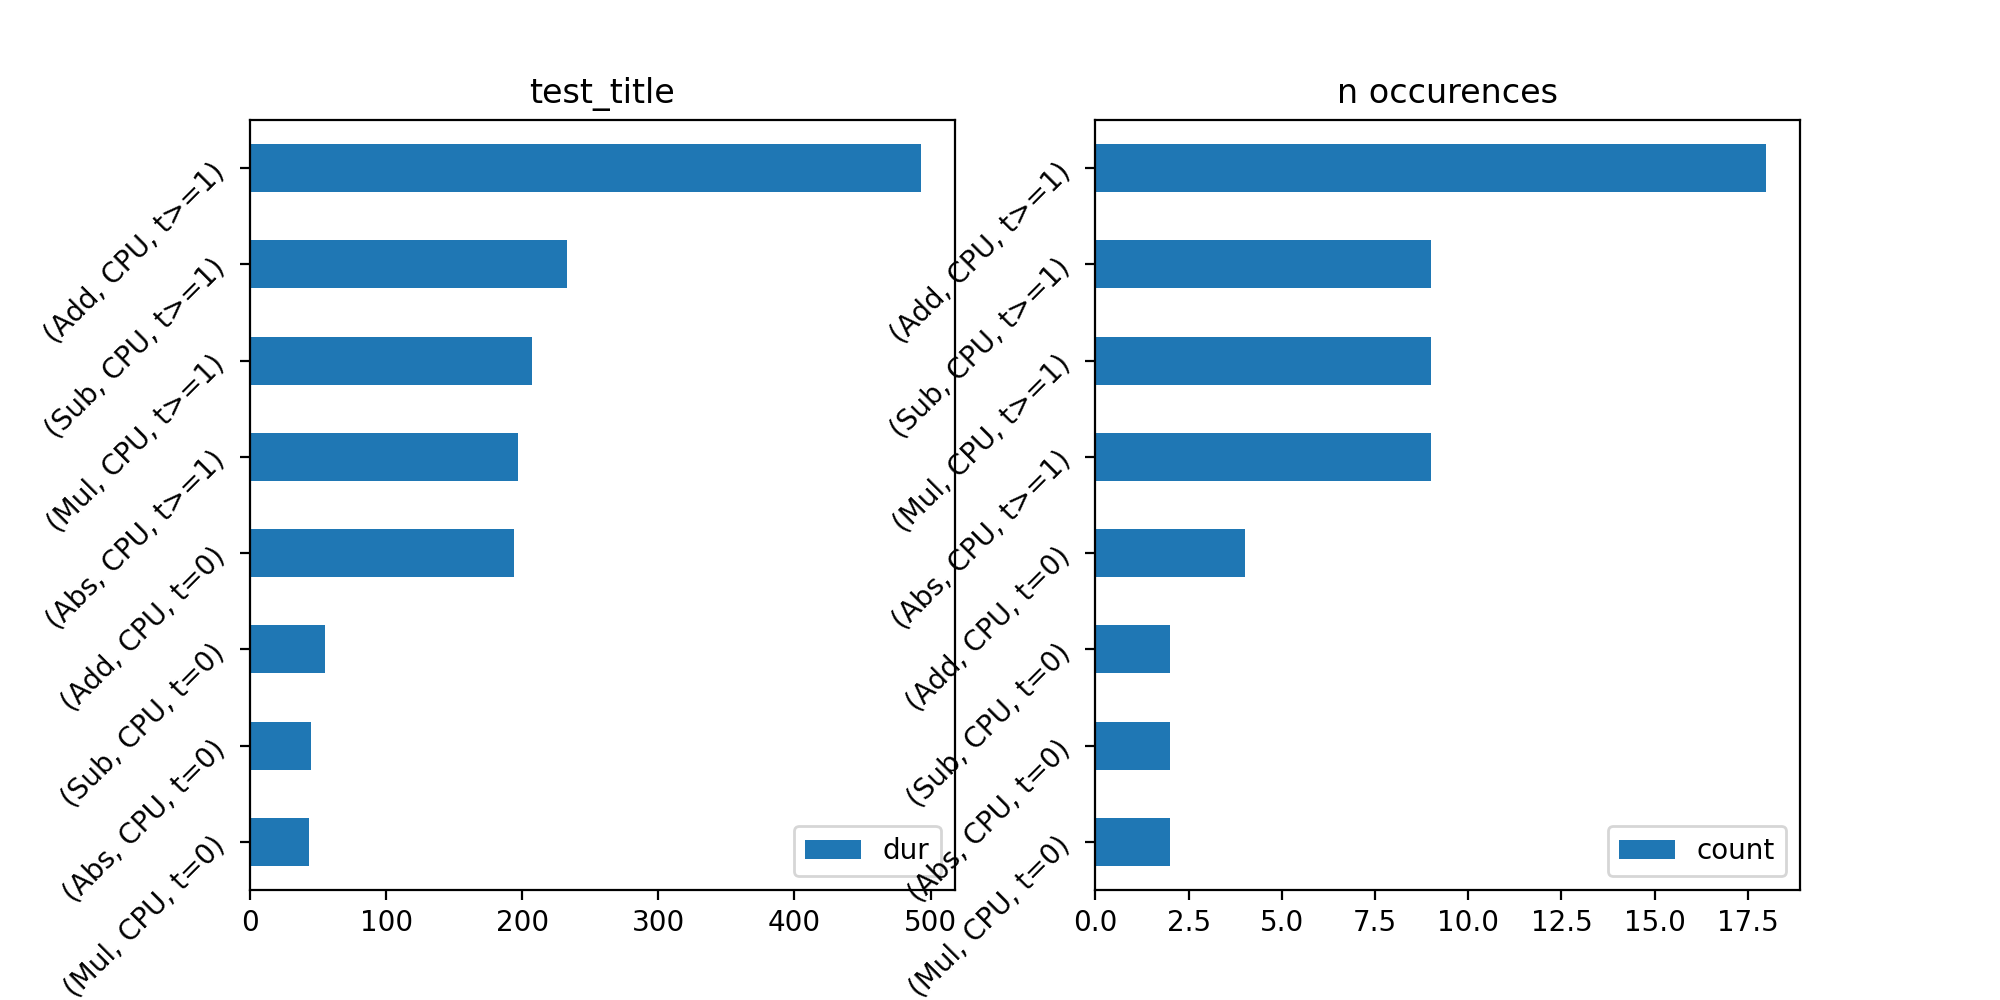 test_title
(Add, CPU, t>=1)
(Sub, CPU, t>=1)
(Mul, CPU, t>=1)
(Abs, CPU, t>=1)
(Add, CPU, t=0)
(Sub, CPU, t=0)
(Abs, CPU, t=0)
(Mul, CPU, t=0)
dur
0 100 200 300 400 500
n occurences
(Add, CPU, t>=1)
(Sub, CPU, t>=1)
(Mul, CPU, t>=1)
(Abs, CPU, t>=1)
(Add, CPU, t=0)
(Sub, CPU, t=0)
(Abs, CPU, t=0)
(Mul, CPU, t=0)
count
0.0 2.5 5.0 7.5 10.0 12.5 15.0 17.5